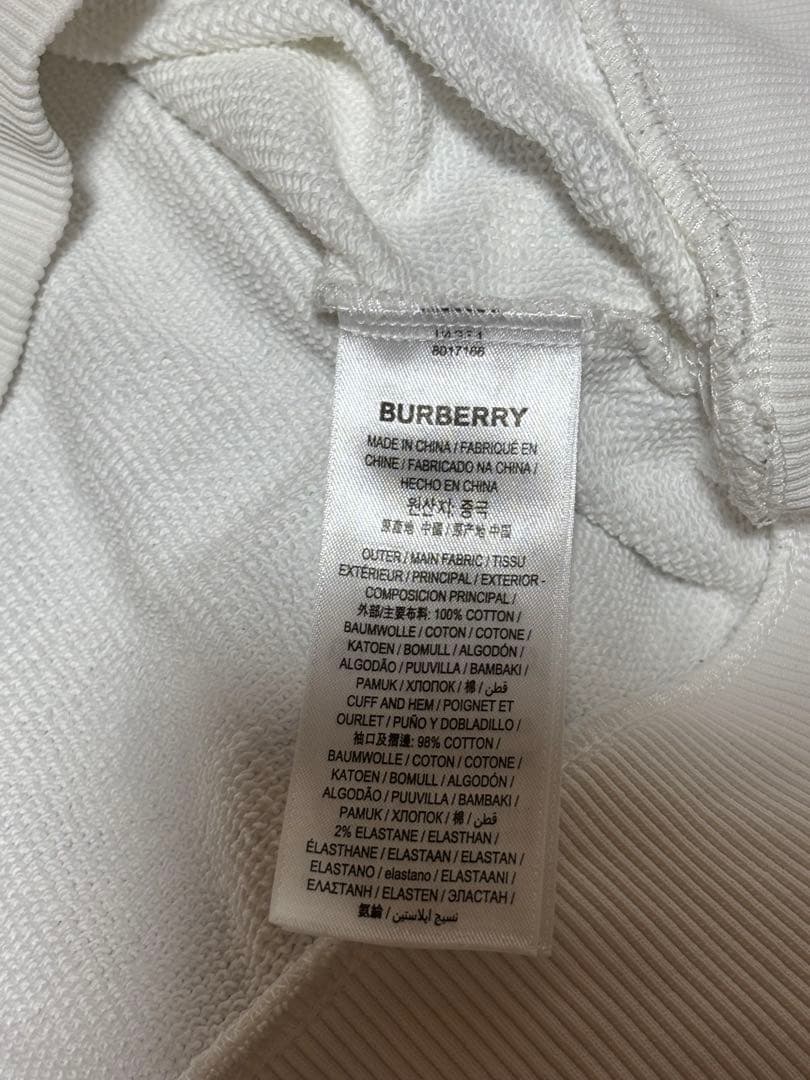 8017166
BURBERRY
MADE IN CHINA / FABRIQUÉ EN
CHINE / FABRICADO NA CHINA /
HECHO EN CHINA
원산지: 중국
原產地 中國 / 原产地 中国
OUTER / MAIN FABRIC / TISSU
EXTÉRIEUR / PRINCIPAL / EXTERIOR -
COMPOSICION PRINCIPAL /
外部/主要布料: 100% COTTON /
BAUMWOLLE / COTON / COTONE /
KATOEN / BOMULL / ALGODÓN /
ALGODÃO / PUUVILLA / BAMBAKI /
PAMUK / ХЛОПОК / 棉 / قطن
CUFF AND HEM / POIGNET ET
OURLET / PUÑO Y DOBLADILLO /
袖口及摺邊: 98% COTTON /
BAUMWOLLE / COTON / COTONE /
KATOEN / BOMULL / ALGODÓN /
ALGODÃO / PUUVILLA / BAMBAKI /
PAMUK / ХЛОПОК / 棉 / قطن /
2% ELASTANE / ELASTHAN /
ÉLASTHANE / ELASTAAN / ELASTAN /
ELASTANO / elastano / ELASTAANI /
ΕΛΑΣΤΑΝΗ / ELASTEN / ЭЛАСТАН /
氨綸 / نسيج ايلاستين